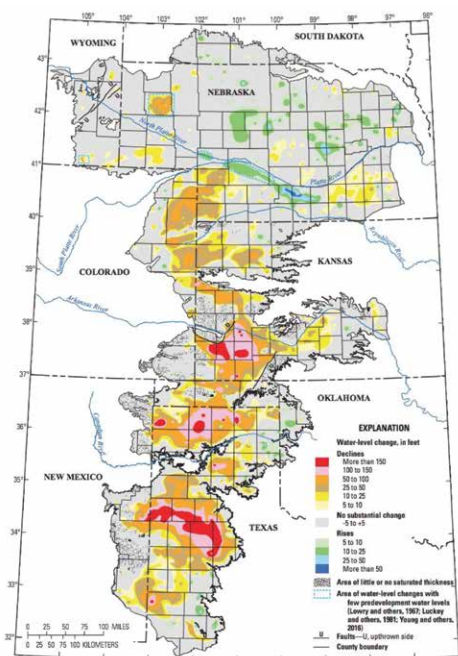 105° 104° 103° 102° 101° 100° 99° 98° 97° 96°
WYOMING
SOUTH DAKOTA
43°
NEBRASKA
42°
North Platte River
41°
Platte River
40°
South Platte River
Republican River
39°
COLORADO
KANSAS
Arkansas River
38°
37°
OKLAHOMA
36°
Canadian River
35°
NEW MEXICO
TEXAS
34°
33°
32°
EXPLANATION
Water-level change, in feet
Declines
More than 150
100 to 150
50 to 100
25 to 50
10 to 25
5 to 10
No substantial change
-5 to +5
Rises
5 to 10
10 to 25
25 to 50
More than 50
Area of little or no saturated thickness
Area of water-level changes with
few predevelopment water levels
(Lowry and others, 1967; Luckey
and others, 1981; Young and others,
2016)
U
Faults—U, upthrown side
County boundary
0 50 100 MILES
0 50 100 KILOMETERS